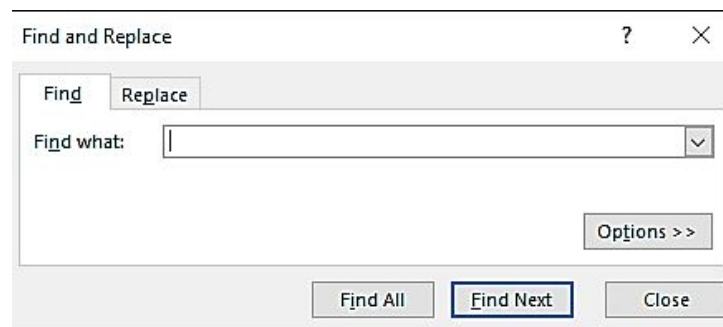 Find and Replace ?
Find Replace
Find what:
Options >>
Find All Find Next Close